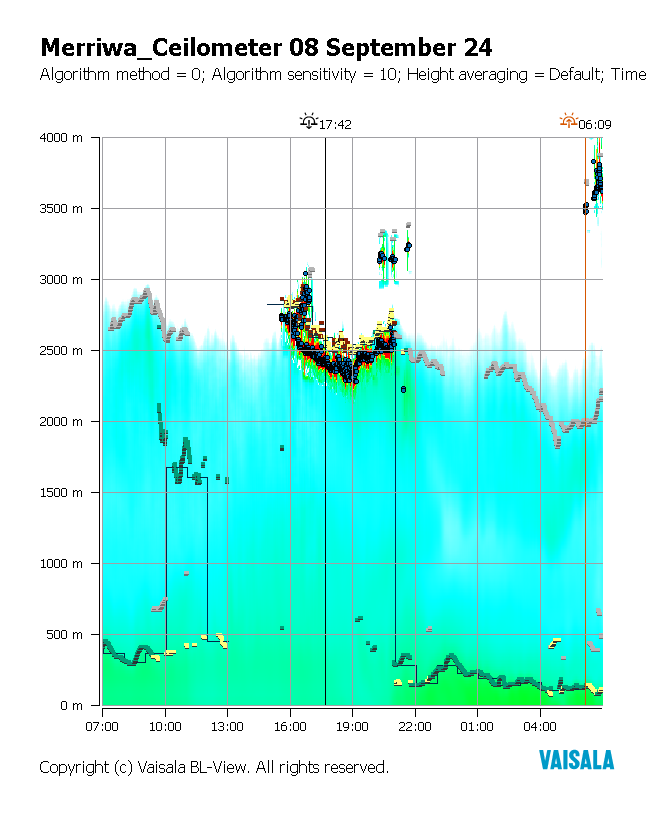 Merriwa_Ceilometer 08 September 24
Algorithm method = 0; Algorithm sensitivity = 10; Height averaging = Default; Time
17:42
06:09
4000 m
3500 m
3000 m
2500 m
2000 m
1500 m
1000 m
500 m
0 m
07:00 10:00 13:00 16:00 19:00 22:00 01:00 04:00
Copyright (c) Vaisala BL-View. All rights reserved.
VAISALA